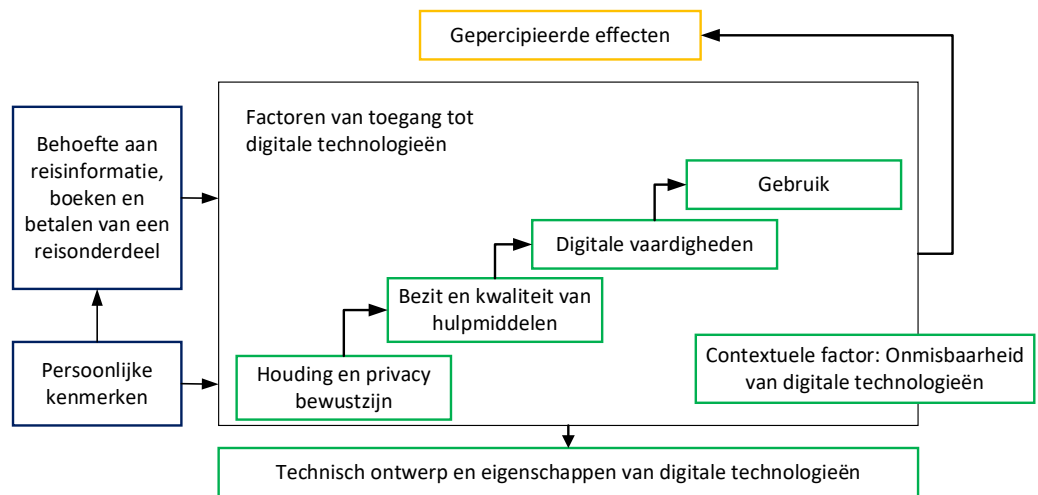 Gepercipieerde effecten
Factoren van toegang tot
digitale technologieën
Behoefte aan
reisinformatie,
boeken en
betalen van een
reisonderdeel
Gebruik
Digitale vaardigheden
Bezit en kwaliteit van
hulpmiddelen
Contextuele factor: Onmisbaarheid
van digitale technologieën
Persoonlijke
kenmerken
Houding en privacy
bewustzijn
Technisch ontwerp en eigenschappen van digitale technologieën